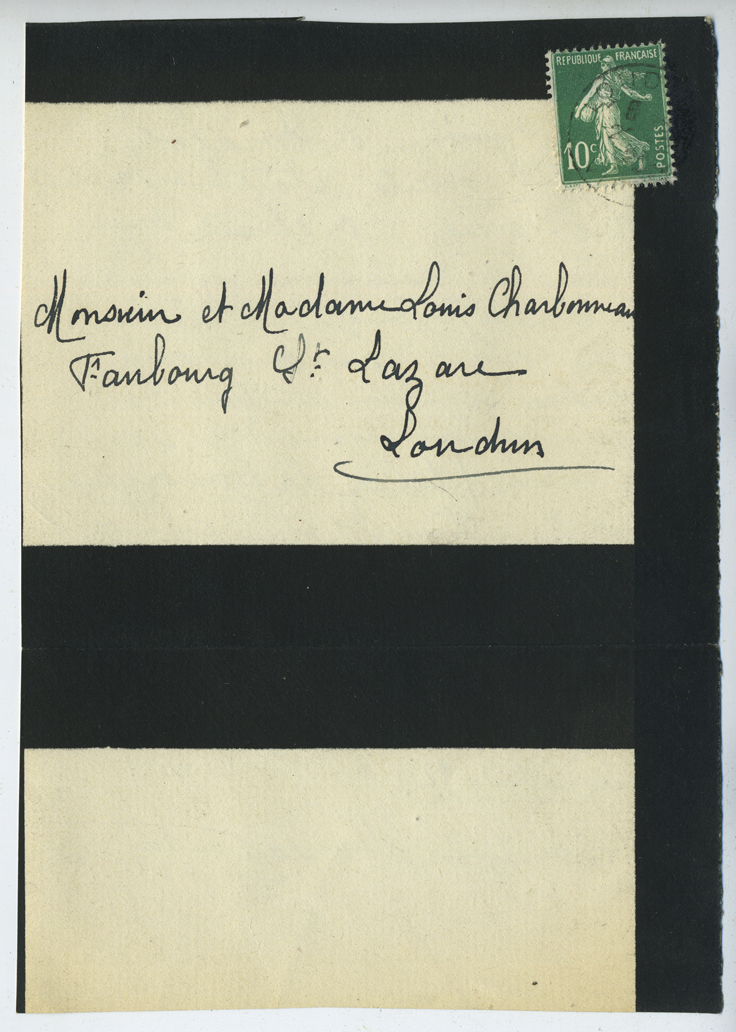 REPUBLIQUE FRANÇAISE
10c
POSTES
Monsieur et Madame Louis Charbonneau
Faubourg St Lazare
Loudun